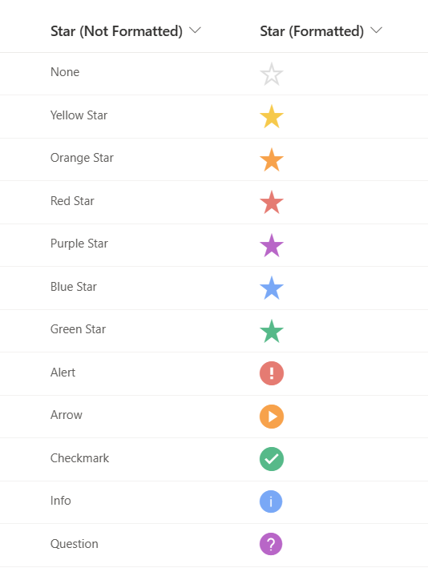 Star (Not Formatted) Star (Formatted)
None
Yellow Star
Orange Star
Red Star
Purple Star
Blue Star
Green Star
Alert !
Arrow
Checkmark
Info i
Question ?